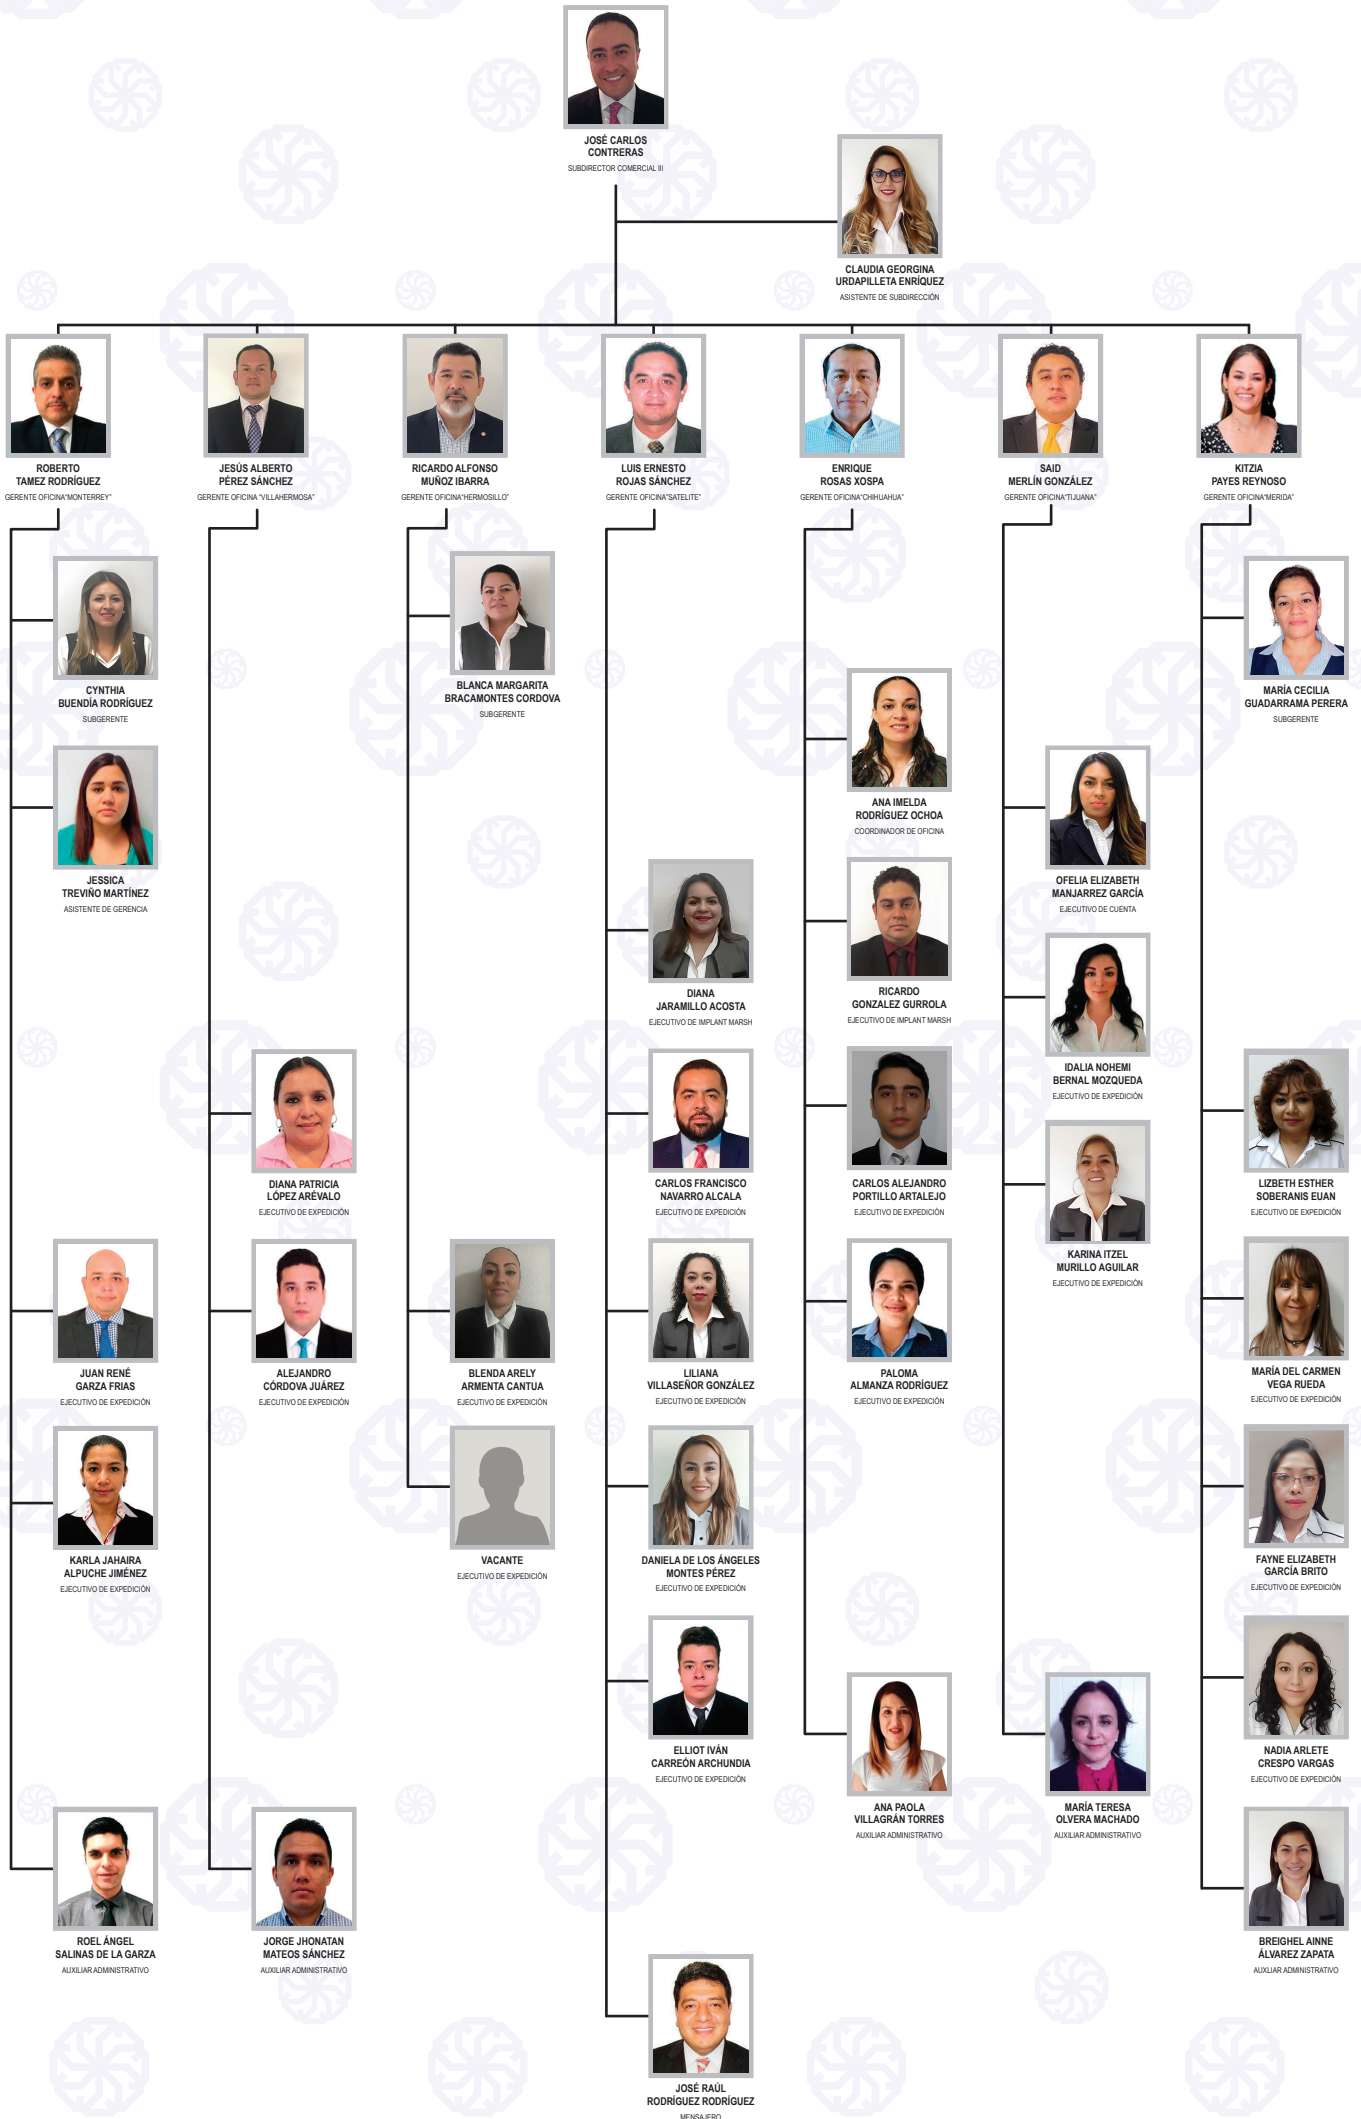 JOSÉ CARLOS
CONTRERAS
SUBDIRECTOR COMERCIAL III
CLAUDIA GEORGINA
URDAPILLETA ENRÍQUEZ
ASISTENTE DE SUBDIRECCIÓN
ROBERTO
TAMEZ RODRÍGUEZ
GERENTE OFICINA"MONTERREY"
JESÚS ALBERTO
PÉREZ SÁNCHEZ
GERENTE OFICINA "VILLAHERMOSA"
RICARDO ALFONSO
MUÑOZ IBARRA
GERENTE OFICINA"HERMOSILLO"
LUIS ERNESTO
ROJAS SÁNCHEZ
GERENTE OFICINA"SATELITE"
ENRIQUE
ROSAS XOSPA
GERENTE OFICINA"CHIHUAHUA"
SAID
MERLÍN GONZÁLEZ
GERENTE OFICINA"TIJUANA"
KITZIA
PAYES REYNOSO
GERENTE OFICINA"MERIDA"
CYNTHIA
BUENDÍA RODRÍGUEZ
SUBGERENTE
JESSICA
TREVIÑO MARTÍNEZ
ASISTENTE DE GERENCIA
JUAN RENÉ
GARZA FRIAS
EJECUTIVO DE EXPEDICIÓN
KARLA JAHAIRA
ALPUCHE JIMÉNEZ
EJECUTIVO DE EXPEDICIÓN
ROEL ÁNGEL
SALINAS DE LA GARZA
AUXILIAR ADMINISTRATIVO
DIANA PATRICIA
LÓPEZ ARÉVALO
EJECUTIVO DE EXPEDICIÓN
ALEJANDRO
CÓRDOVA JUÁREZ
EJECUTIVO DE EXPEDICIÓN
JORGE JHONATAN
MATEOS SÁNCHEZ
AUXILIAR ADMINISTRATIVO
BLANCA MARGARITA
BRACAMONTES CORDOVA
SUBGERENTE
BLENDA ARELY
ARMENTA CANTUA
EJECUTIVO DE EXPEDICIÓN
VACANTE
EJECUTIVO DE EXPEDICIÓN
DIANA
JARAMILLO ACOSTA
EJECUTIVO DE IMPLANT MARSH
CARLOS FRANCISCO
NAVARRO ALCALA
EJECUTIVO DE EXPEDICIÓN
LILIANA
VILLASEÑOR GONZÁLEZ
EJECUTIVO DE EXPEDICIÓN
DANIELA DE LOS ÁNGELES
MONTES PÉREZ
EJECUTIVO DE EXPEDICIÓN
ELLIOT IVÁN
CARREÓN ARCHUNDIA
EJECUTIVO DE EXPEDICIÓN
JOSÉ RAÚL
RODRÍGUEZ RODRÍGUEZ
MENSAJERO
ANA IMELDA
RODRÍGUEZ OCHOA
COORDINADOR DE OFICINA
RICARDO
GONZALEZ GURROLA
EJECUTIVO DE IMPLANT MARSH
CARLOS ALEJANDRO
PORTILLO ARTALEJO
EJECUTIVO DE EXPEDICIÓN
PALOMA
ALMANZA RODRÍGUEZ
EJECUTIVO DE EXPEDICIÓN
ANA PAOLA
VILLAGRÁN TORRES
AUXILIAR ADMINISTRATIVO
OFELIA ELIZABETH
MANJARREZ GARCÍA
EJECUTIVO DE CUENTA
IDALIA NOHEMI
BERNAL MOZQUEDA
EJECUTIVO DE EXPEDICIÓN
KARINA ITZEL
MURILLO AGUILAR
EJECUTIVO DE EXPEDICIÓN
MARÍA TERESA
OLVERA MACHADO
AUXILIAR ADMINISTRATIVO
MARÍA CECILIA
GUADARRAMA PERERA
SUBGERENTE
LIZBETH ESTHER
SOBERANIS EUAN
EJECUTIVO DE EXPEDICIÓN
MARÍA DEL CARMEN
VEGA RUEDA
EJECUTIVO DE EXPEDICIÓN
FAYNE ELIZABETH
GARCÍA BRITO
EJECUTIVO DE EXPEDICIÓN
NADIA ARLETE
CRESPO VARGAS
EJECUTIVO DE EXPEDICIÓN
BREIGHEL AINNE
ÁLVAREZ ZAPATA
AUXLIAR ADMINISTRATIVO